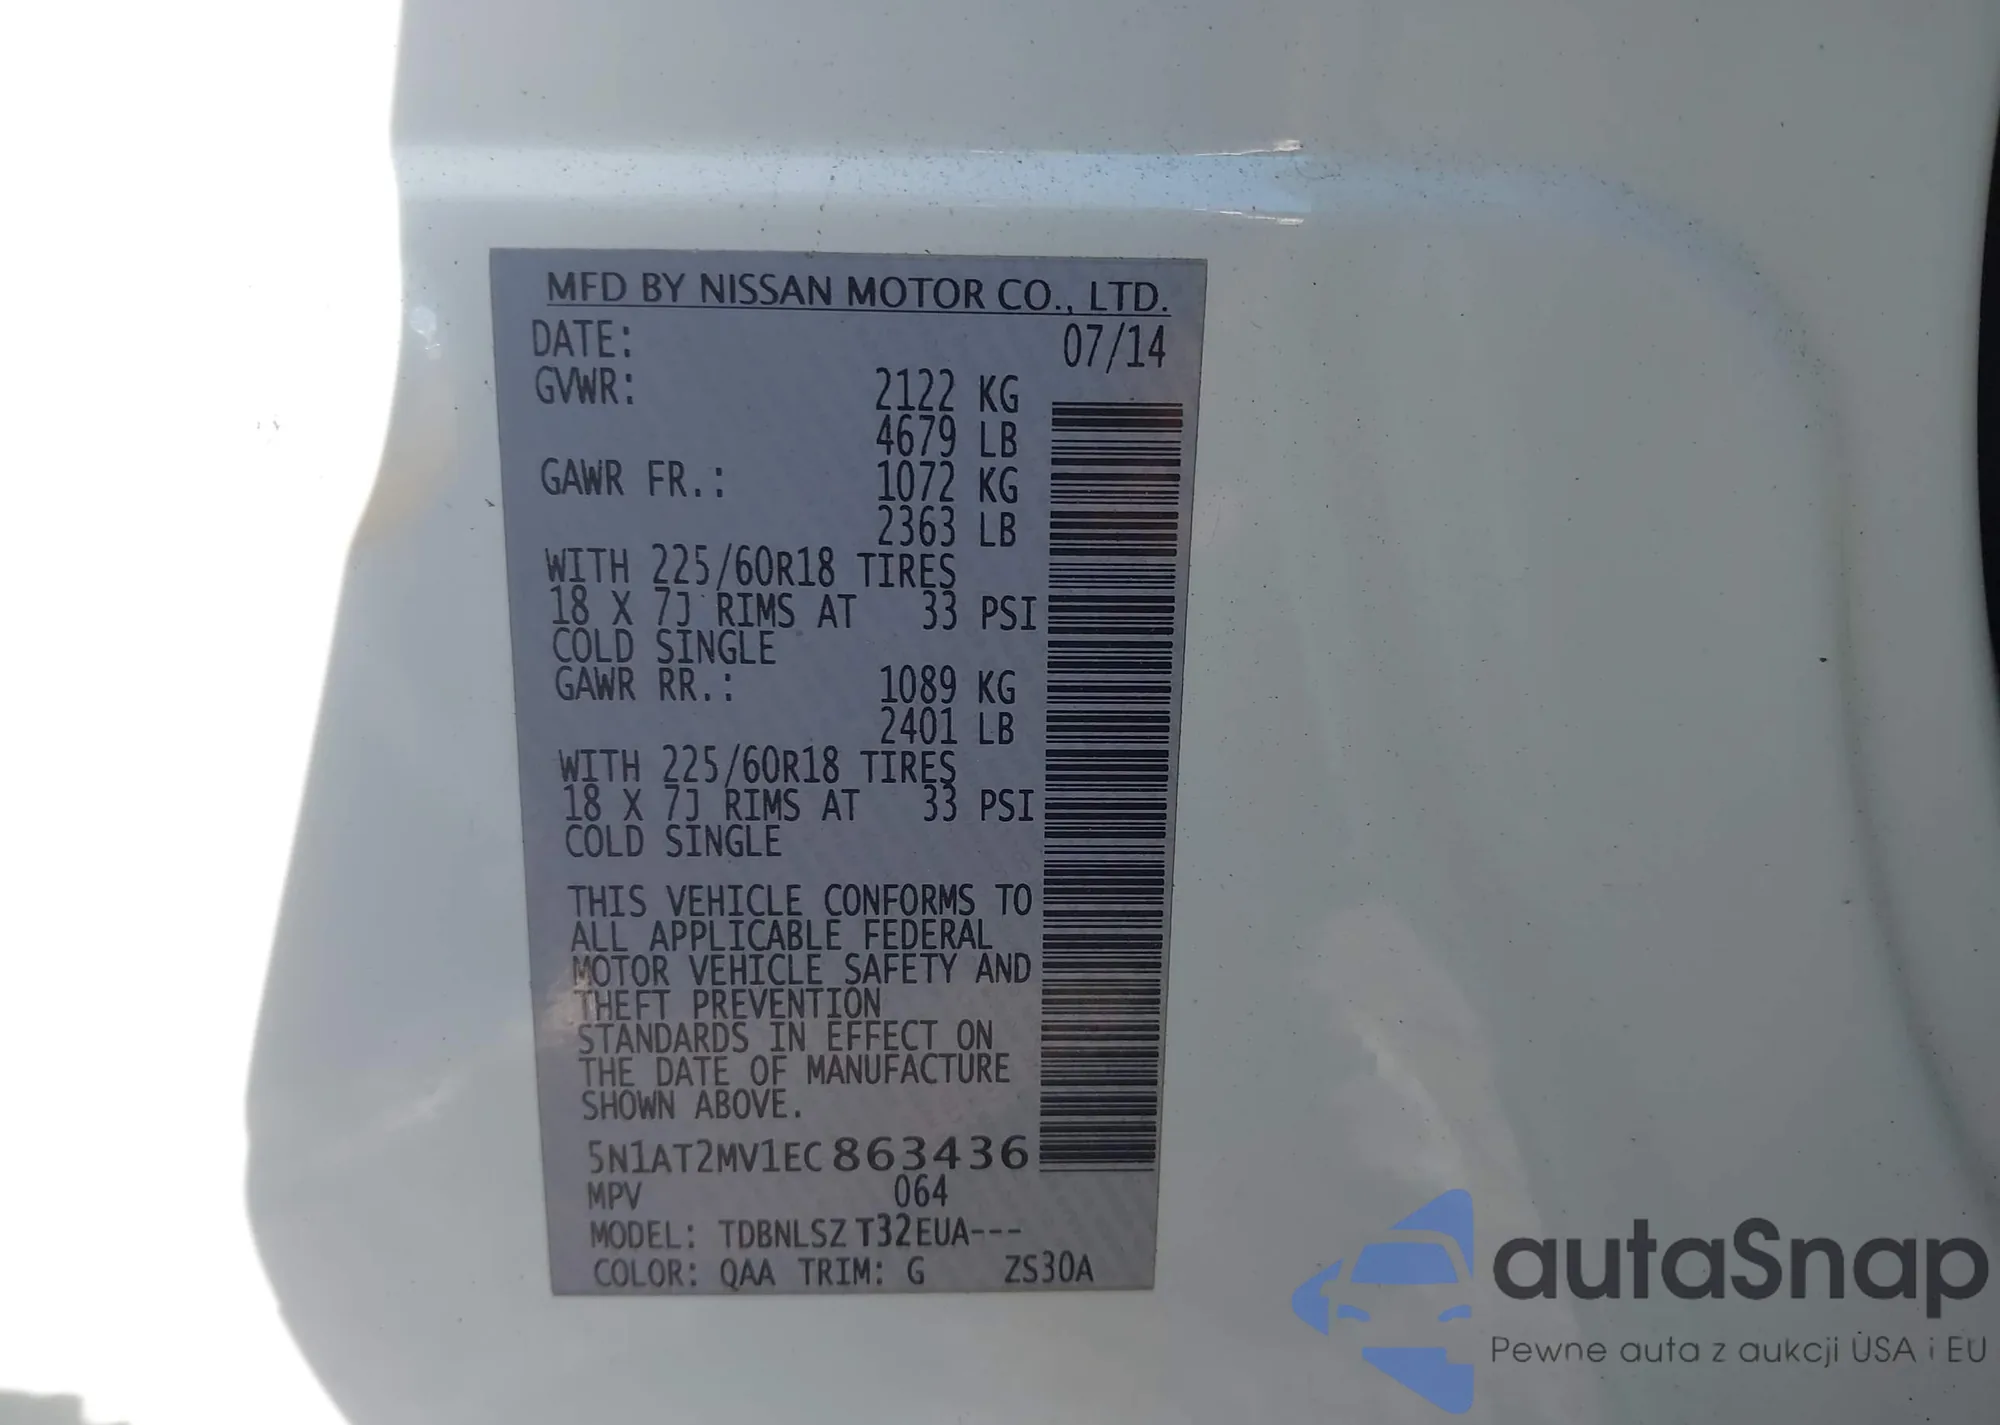 MFD BY NISSAN MOTOR CO., LTD.
DATE: 07/14
GVWR: 2122 KG
4679 LB
GAWR FR.: 1072 KG
2363 LB
WITH 225/60R18 TIRES
18 X 7J RIMS AT 33 PSI
COLD SINGLE
GAWR RR.: 1089 KG
2401 LB
WITH 225/60R18 TIRES
18 X 7J RIMS AT 33 PSI
COLD SINGLE
THIS VEHICLE CONFORMS TO
ALL APPLICABLE FEDERAL
MOTOR VEHICLE SAFETY AND
THEFT PREVENTION
STANDARDS IN EFFECT ON
THE DATE OF MANUFACTURE
SHOWN ABOVE.
5N1AT2MV1EC863436
MPV 064
MODEL: TDBNLSZ T32EUA---
COLOR: QAA TRIM: G ZS30A
autaSnap
Pewne auta z aukcji USA i EU